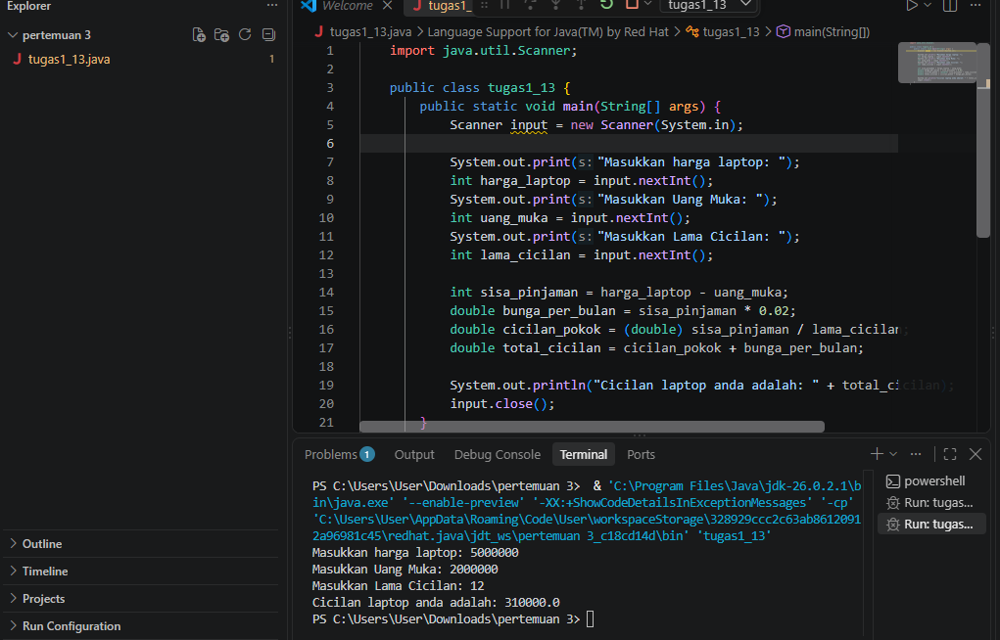 Explorer
pertemuan 3
tugas1_13.java 1
Outline
Timeline
Projects
Run Configuration
Welcome tugas1_ tugas1_13
tugas1_13.java > Language Support for Java(TM) by Red Hat > tugas1_13 > main(String[])
1 import java.util.Scanner;
2
3 public class tugas1_13 {
4 public static void main(String[] args) {
5 Scanner input = new Scanner(System.in);
6
7 System.out.print(s: "Masukkan harga laptop: ");
8 int harga_laptop = input.nextInt();
9 System.out.print(s: "Masukkan Uang Muka: ");
10 int uang_muka = input.nextInt();
11 System.out.print(s: "Masukkan Lama Cicilan: ");
12 int lama_cicilan = input.nextInt();
13
14 int sisa_pinjaman = harga_laptop - uang_muka;
15 double bunga_per_bulan = sisa_pinjaman * 0.02;
16 double cicilan_pokok = (double) sisa_pinjaman / lama_cicilan;
17 double total_cicilan = cicilan_pokok + bunga_per_bulan;
18
19 System.out.println("Cicilan laptop anda adalah: " + total_cicilan);
20 input.close();
21 }
Problems 1 Output Debug Console Terminal Ports
PS C:\Users\User\Downloads\pertemuan 3> & 'C:\Program Files\Java\jdk-26.0.2.1\b
in\java.exe' '--enable-preview' '-XX:+ShowCodeDetailsInExceptionMessages' '-cp'
'C:\Users\User\AppData\Roaming\Code\User\workspaceStorage\328929ccc2c63ab8612091
2a96981c45\redhat.java\jdt_ws\pertemuan 3_c18cd14d\bin' 'tugas1_13'
Masukkan harga laptop: 5000000
Masukkan Uang Muka: 2000000
Masukkan Lama Cicilan: 12
Cicilan laptop anda adalah: 310000.0
PS C:\Users\User\Downloads\pertemuan 3>
powershell
Run: tugas...
Run: tugas...